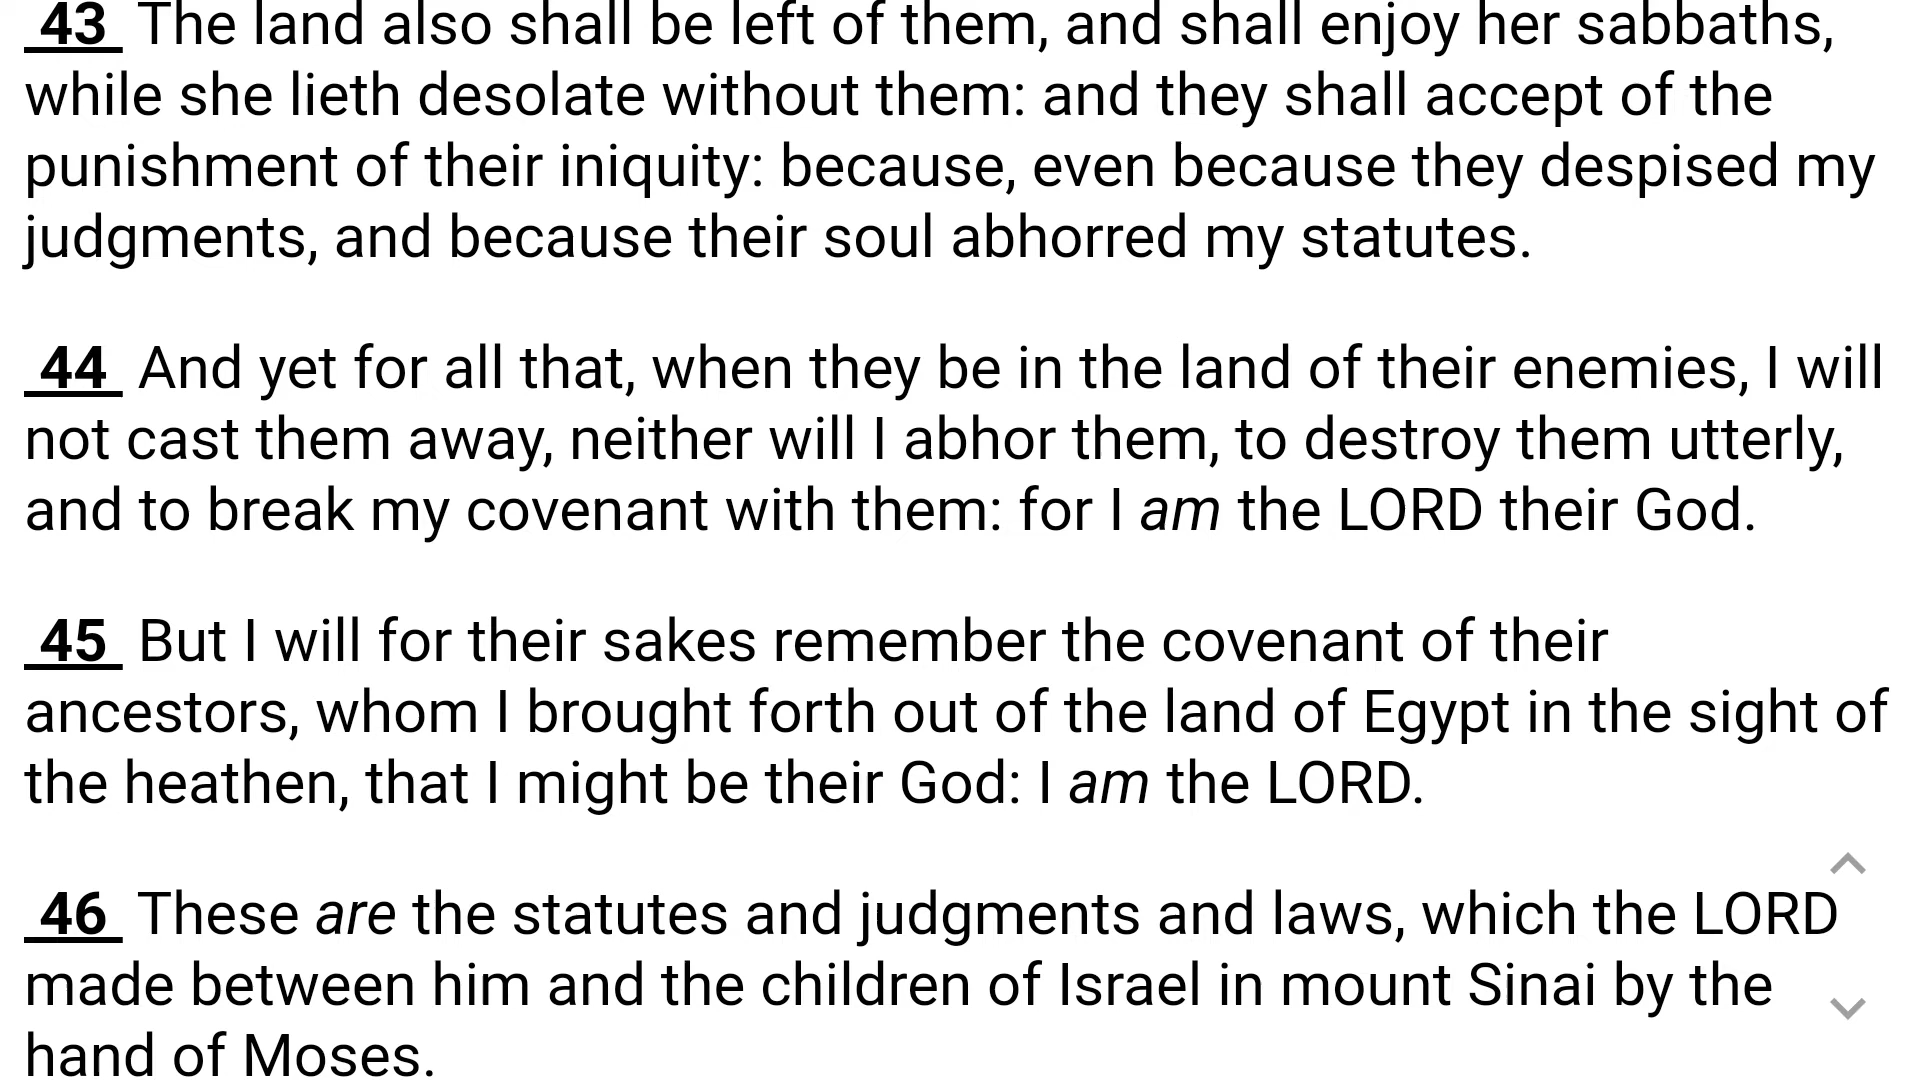 43 The land also shall be left of them, and shall enjoy her sabbaths,
while she lieth desolate without them: and they shall accept of the
punishment of their iniquity: because, even because they despised my
judgments, and because their soul abhorred my statutes.
44 And yet for all that, when they be in the land of their enemies, I will
not cast them away, neither will I abhor them, to destroy them utterly,
and to break my covenant with them: for I am the LORD their God.
45 But I will for their sakes remember the covenant of their
ancestors, whom I brought forth out of the land of Egypt in the sight of
the heathen, that I might be their God: I am the LORD.
46 These are the statutes and judgments and laws, which the LORD
made between him and the children of Israel in mount Sinai by the
hand of Moses.